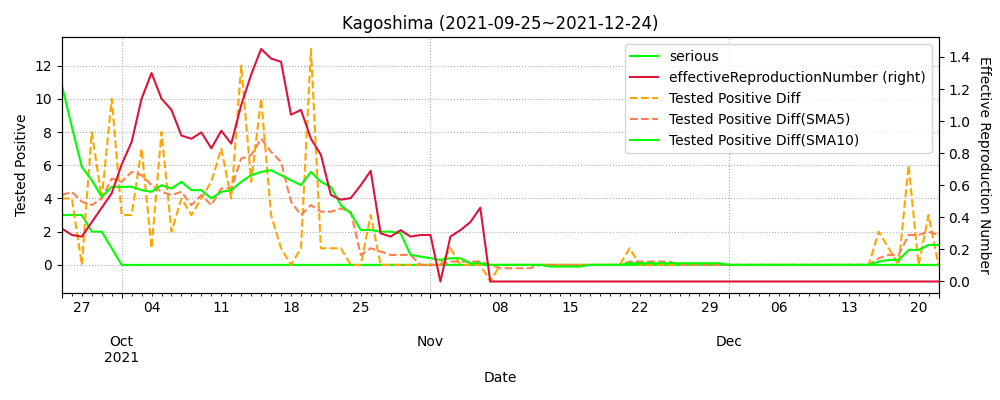 Kagoshima (2021-09-25~2021-12-24)
Tested Positive
12
10
8
6
4
2
0
serious
effectiveReproductionNumber (right)
Tested Positive Diff
Tested Positive Diff(SMA5)
Tested Positive Diff(SMA10)
1.4
1.2
1.0
0.8
0.6
0.4
0.2
0.0
Effective Reproduction Number
27 04 11 18 25 08 15 22 29 06 13 20
Oct Nov Dec
2021
Date